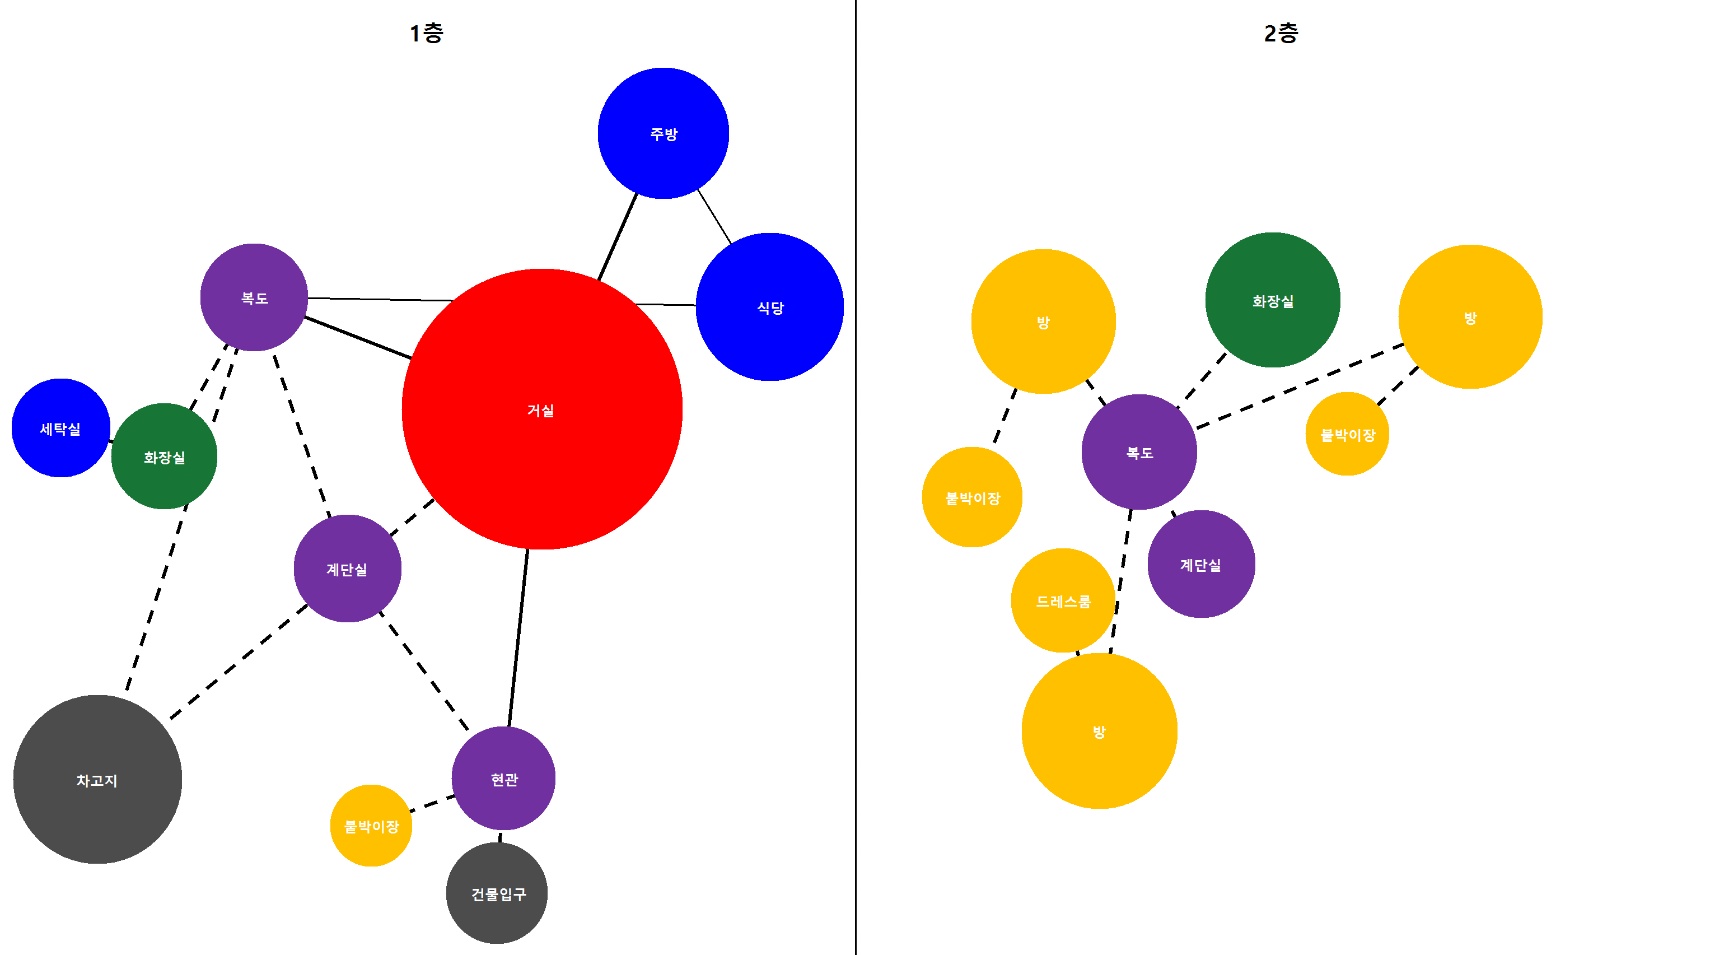 1층
주방
복도
식당
거실
세탁실
화장실
계단실
차고지
현관
붙박이장
건물입구
2층
화장실
방
방
붙박이장
복도
붙박이장
계단실
드레스룸
방